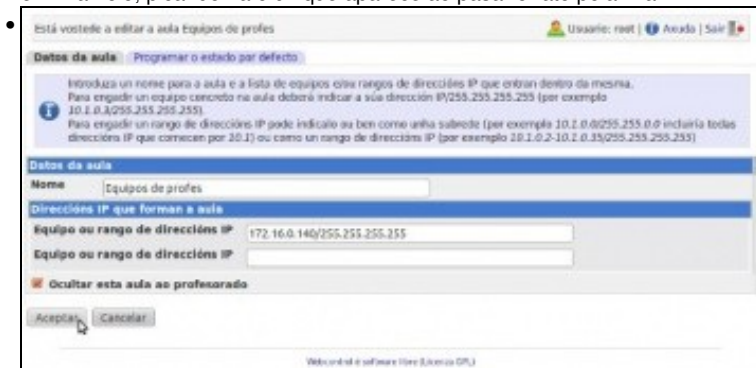 Está vostede a editar a aula Equipos de profes
Usuario: root | Axuda | Sair
Datos da aula Programar o estado por defecto
Introduza un nome para a aula e a lista de equipos e/ou rangos de direccións IP que entran dentro da mesma.
Para engadir un equipo concreto na aula deberá indicar a súa dirección IP/255.255.255.255 (por exemplo
10.1.0.3/255.255.255.255).
Para engadir un rango de direccións IP pode indicalo ou ben como unha subrede (por exemplo 10.1.0.0/255.255.0.0 incluiría todas
direccións IP que comecen por 10.1) ou como un rango de direccións IP (por exemplo 10.1.0.2-10.1.0.35/255.255.255.255)
Datos da aula
Nome Equipos de profes
Direccións IP que forman a aula
Equipo ou rango de direccións IP 172.16.0.140/255.255.255.255
Equipo ou rango de direccións IP
Ocultar esta aula ao profesorado
Aceptar Cancelar
Webcontrol é software libre (Licenza GPL)